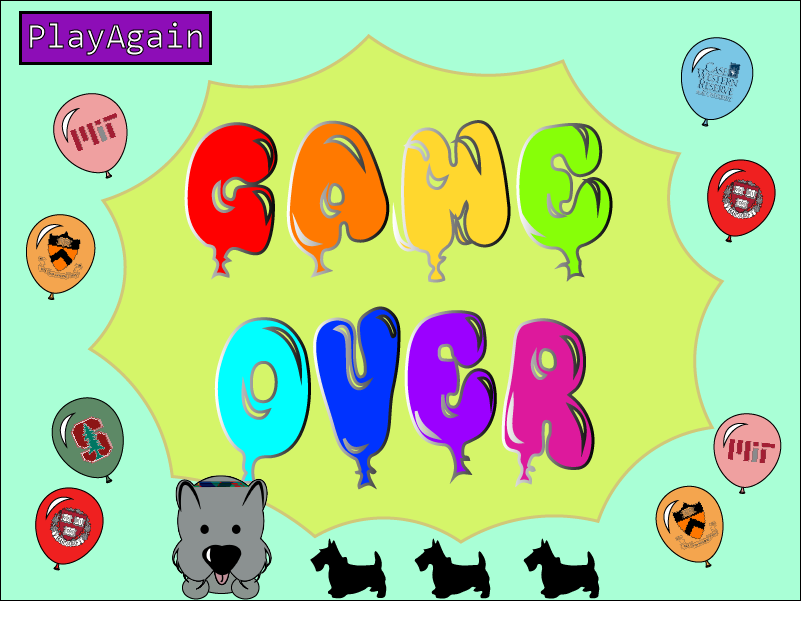 PlayAgain
MIT
CASE
WESTERN
RESERVE
GAME
OVER
MIT